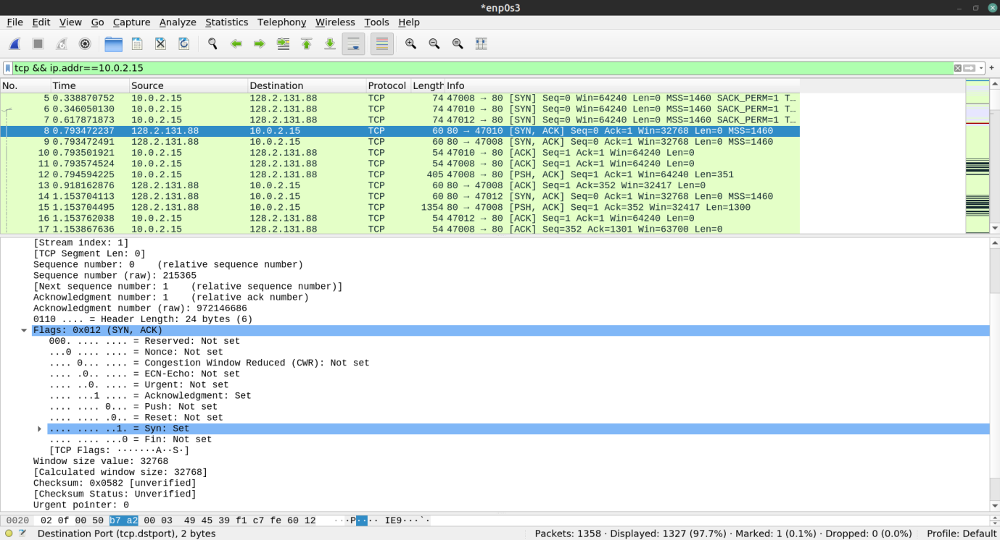 *enp0s3
File Edit View Go Capture Analyze Statistics Telephony Wireless Tools Help
tcp && ip.addr==10.0.2.15
No. Time Source Destination Protocol Length Info
5 0.338870752 10.0.2.15 128.2.131.88 TCP 74 47008 → 80 [SYN] Seq=0 Win=64240 Len=0 MSS=1460 SACK_PERM=1 T…
6 0.346050130 10.0.2.15 128.2.131.88 TCP 74 47010 → 80 [SYN] Seq=0 Win=64240 Len=0 MSS=1460 SACK_PERM=1 T…
7 0.617871873 10.0.2.15 128.2.131.88 TCP 74 47012 → 80 [SYN] Seq=0 Win=64240 Len=0 MSS=1460 SACK_PERM=1 T…
8 0.793472237 128.2.131.88 10.0.2.15 TCP 60 80 → 47010 [SYN, ACK] Seq=0 Ack=1 Win=32768 Len=0 MSS=1460
9 0.793472491 128.2.131.88 10.0.2.15 TCP 60 80 → 47008 [SYN, ACK] Seq=0 Ack=1 Win=32768 Len=0 MSS=1460
10 0.793501921 10.0.2.15 128.2.131.88 TCP 54 47010 → 80 [ACK] Seq=1 Ack=1 Win=64240 Len=0
11 0.793574524 10.0.2.15 128.2.131.88 TCP 54 47008 → 80 [ACK] Seq=1 Ack=1 Win=64240 Len=0
12 0.794594225 10.0.2.15 128.2.131.88 TCP 405 47008 → 80 [PSH, ACK] Seq=1 Ack=1 Win=64240 Len=351
13 0.918162876 128.2.131.88 10.0.2.15 TCP 60 80 → 47008 [ACK] Seq=1 Ack=352 Win=32417 Len=0
14 1.153704113 128.2.131.88 10.0.2.15 TCP 60 80 → 47012 [SYN, ACK] Seq=0 Ack=1 Win=32768 Len=0 MSS=1460
15 1.153704495 128.2.131.88 10.0.2.15 TCP 1354 80 → 47008 [PSH, ACK] Seq=1 Ack=352 Win=32417 Len=1300
16 1.153762038 10.0.2.15 128.2.131.88 TCP 54 47012 → 80 [ACK] Seq=1 Ack=1 Win=64240 Len=0
17 1.153867636 10.0.2.15 128.2.131.88 TCP 54 47008 → 80 [ACK] Seq=352 Ack=1301 Win=63700 Len=0
[Stream index: 1]
[TCP Segment Len: 0]
Sequence number: 0 (relative sequence number)
Sequence number (raw): 215365
[Next sequence number: 1 (relative sequence number)]
Acknowledgment number: 1 (relative ack number)
Acknowledgment number (raw): 972146686
0110 .... = Header Length: 24 bytes (6)
Flags: 0x012 (SYN, ACK)
000. .... .... = Reserved: Not set
...0 .... .... = Nonce: Not set
.... 0... .... = Congestion Window Reduced (CWR): Not set
.... .0.. .... = ECN-Echo: Not set
.... ..0. .... = Urgent: Not set
.... ...1 .... = Acknowledgment: Set
.... .... 0... = Push: Not set
.... .... .0.. = Reset: Not set
.... .... ..1. = Syn: Set
.... .... ...0 = Fin: Not set
[TCP Flags: ·······A··S·]
Window size value: 32768
[Calculated window size: 32768]
Checksum: 0x0582 [unverified]
[Checksum Status: Unverified]
Urgent pointer: 0
0020 02 0f 00 50 b7 a2 00 03 49 45 39 f1 c7 fe 60 12 ···P···· IE9···`·
Destination Port (tcp.dstport), 2 bytes Packets: 1358 · Displayed: 1327 (97.7%) · Marked: 1 (0.1%) · Dropped: 0 (0.0%) Profile: Default